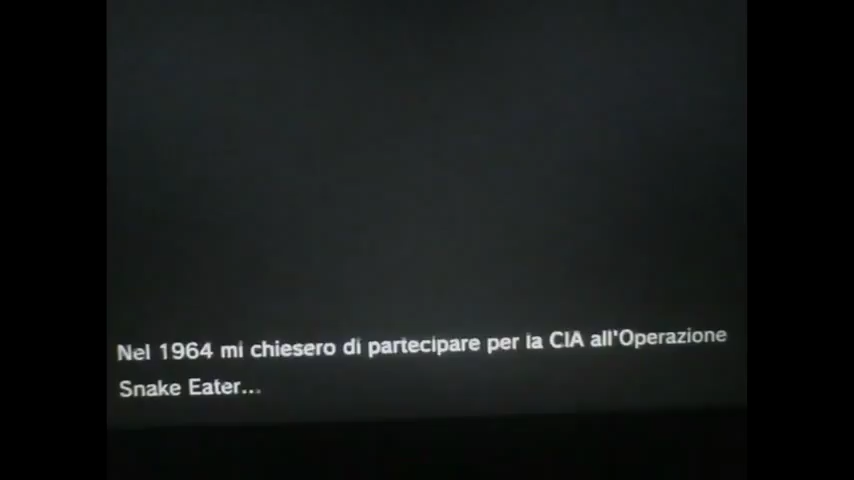 Nel 1964 mi chiesero di partecipare per la CIA all'Operazione
Snake Eater...